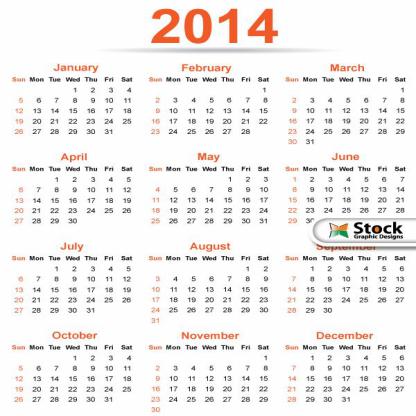 2014
January
Sun Mon Tue Wed Thu Fri Sat
1 2 3 4
5 6 7 8 9 10 11
12 13 14 15 16 17 18
19 20 21 22 23 24 25
26 27 28 29 30 31
February
Sun Mon Tue Wed Thu Fri Sat
1
2 3 4 5 6 7 8
9 10 11 12 13 14 15
16 17 18 19 20 21 22
23 24 25 26 27 28
March
Sun Mon Tue Wed Thu Fri Sat
1
2 3 4 5 6 7 8
9 10 11 12 13 14 15
16 17 18 19 20 21 22
23 24 25 26 27 28 29
30 31
April
Sun Mon Tue Wed Thu Fri Sat
1 2 3 4 5
6 7 8 9 10 11 12
13 14 15 16 17 18 19
20 21 22 23 24 25 26
27 28 29 30
May
Sun Mon Tue Wed Thu Fri Sat
1 2 3
4 5 6 7 8 9 10
11 12 13 14 15 16 17
18 19 20 21 22 23 24
25 26 27 28 29 30 31
June
Sun Mon Tue Wed Thu Fri Sat
1 2 3 4 5 6 7
8 9 10 11 12 13 14
15 16 17 18 19 20 21
22 23 24 25 26 27 28
Stock
Graphic Designs
July
Sun Mon Tue Wed Thu Fri Sat
1 2 3 4 5
6 7 8 9 10 11 12
13 14 15 16 17 18 19
20 21 22 23 24 25 26
27 28 29 30 31
August
Sun Mon Tue Wed Thu Fri Sat
1 2
3 4 5 6 7 8 9
10 11 12 13 14 15 16
17 18 19 20 21 22 23
24 25 26 27 28 29 30
31
September
Sun Mon Tue Wed Thu Fri Sat
1 2 3 4 5 6
7 8 9 10 11 12 13
14 15 16 17 18 19 20
21 22 23 24 25 26 27
28 29 30
October
Sun Mon Tue Wed Thu Fri Sat
1 2 3 4
5 6 7 8 9 10 11
12 13 14 15 16 17 18
19 20 21 22 23 24 25
26 27 28 29 30 31
November
Sun Mon Tue Wed Thu Fri Sat
1
2 3 4 5 6 7 8
9 10 11 12 13 14 15
16 17 18 19 20 21 22
23 24 25 26 27 28 29
30
December
Sun Mon Tue Wed Thu Fri Sat
1 2 3 4 5 6
7 8 9 10 11 12 13
14 15 16 17 18 19 20
21 22 23 24 25 26 27
28 29 30 31